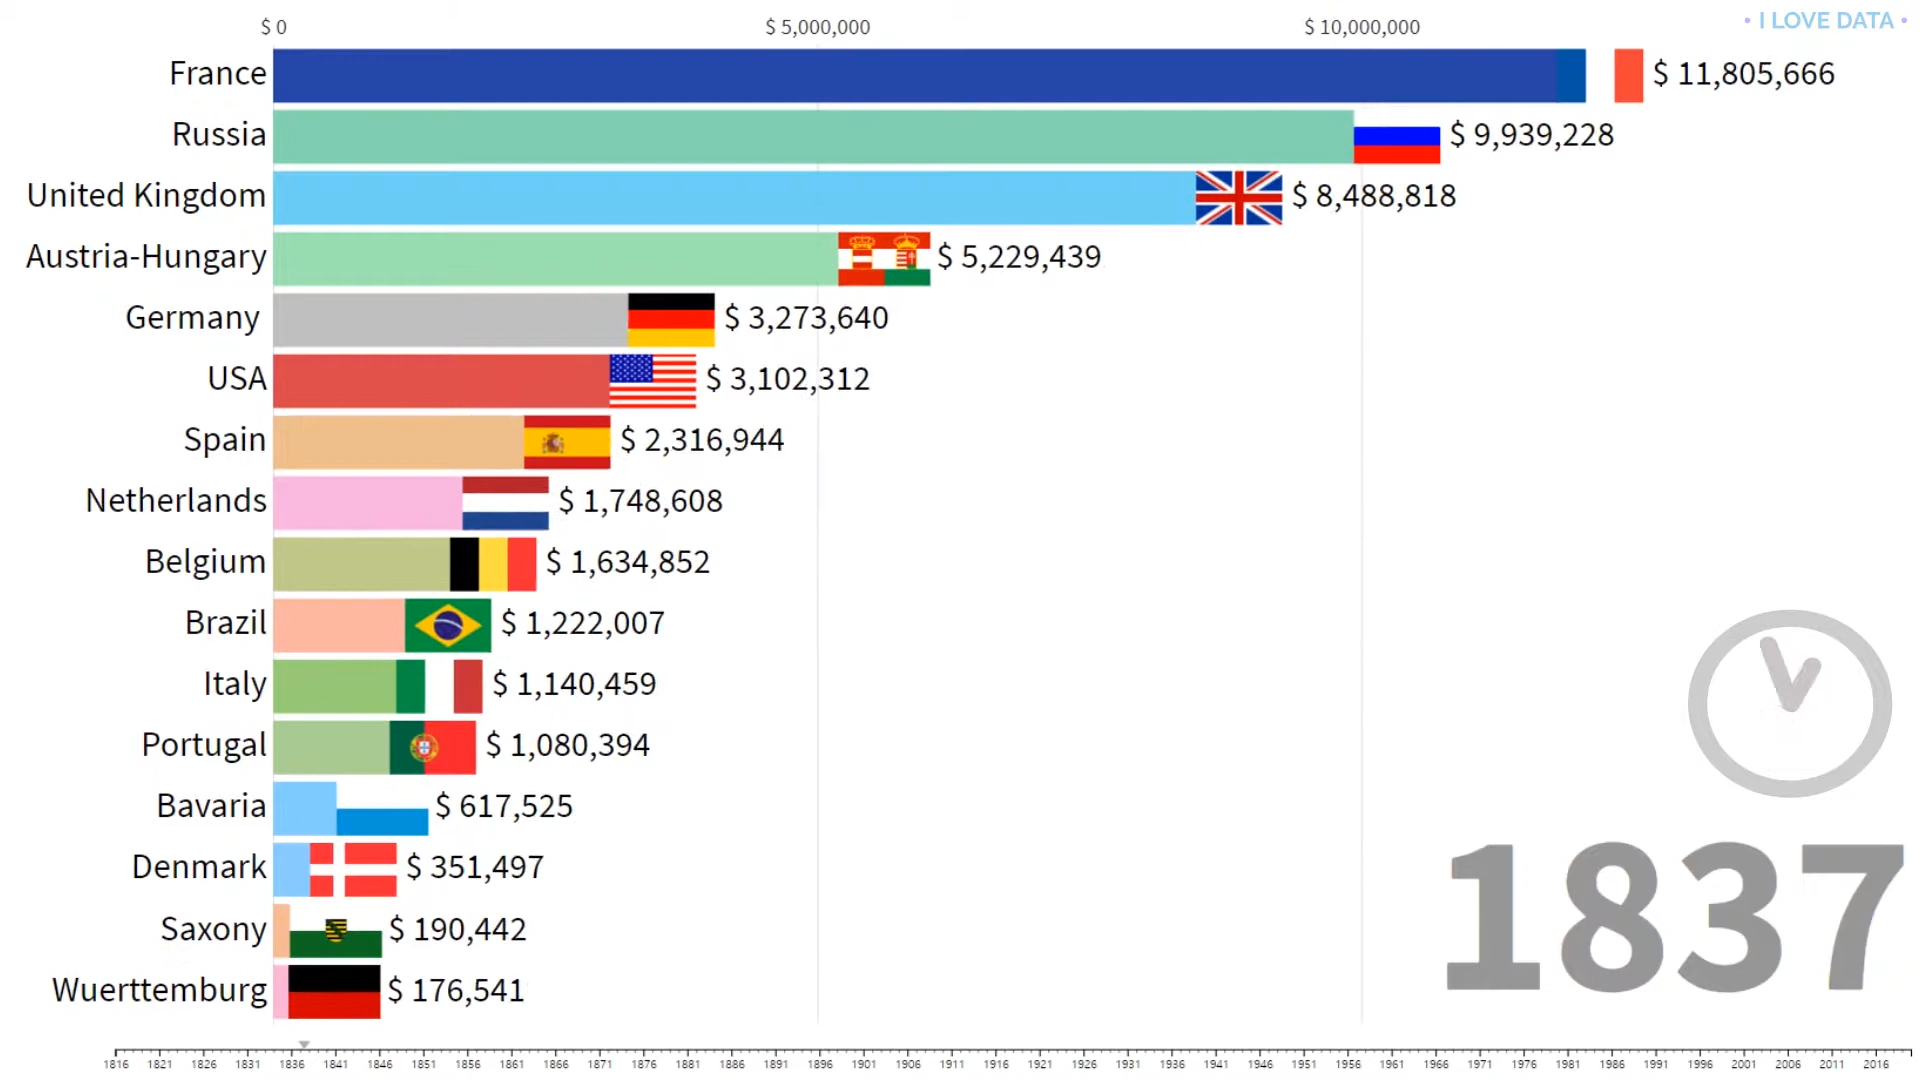 $ 0 $ 5,000,000 $ 10,000,000 • I LOVE DATA •
France $ 11,805,666
Russia $ 9,939,228
United Kingdom $ 8,488,818
Austria-Hungary $ 5,229,439
Germany $ 3,273,640
USA $ 3,102,312
Spain $ 2,316,944
Netherlands $ 1,748,608
Belgium $ 1,634,852
Brazil $ 1,222,007
Italy $ 1,140,459
Portugal $ 1,080,394
Bavaria $ 617,525
Denmark $ 351,497
Saxony $ 190,442
Wuerttemburg $ 176,541
1837
1816 1821 1826 1831 1836 1841 1846 1851 1856 1861 1866 1871 1876 1881 1886 1891 1896 1901 1906 1911 1916 1921 1926 1931 1936 1941 1946 1951 1956 1961 1966 1971 1976 1981 1986 1991 1996 2001 2006 2011 2016